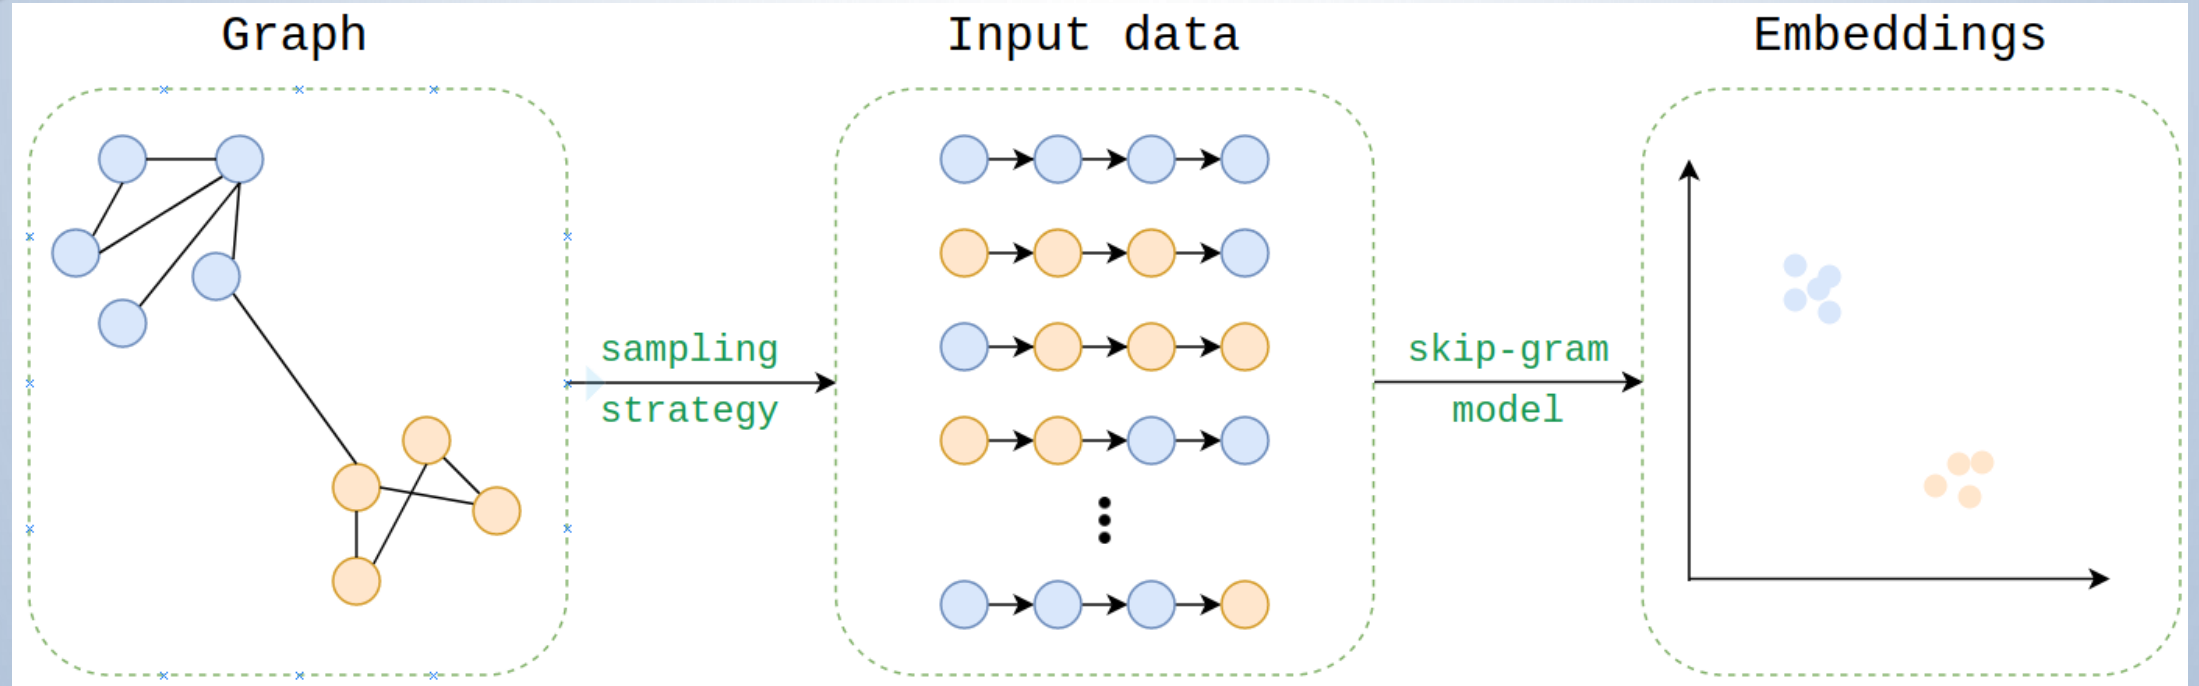 Graph
Input data
Embeddings
sampling
strategy
skip-gram
model